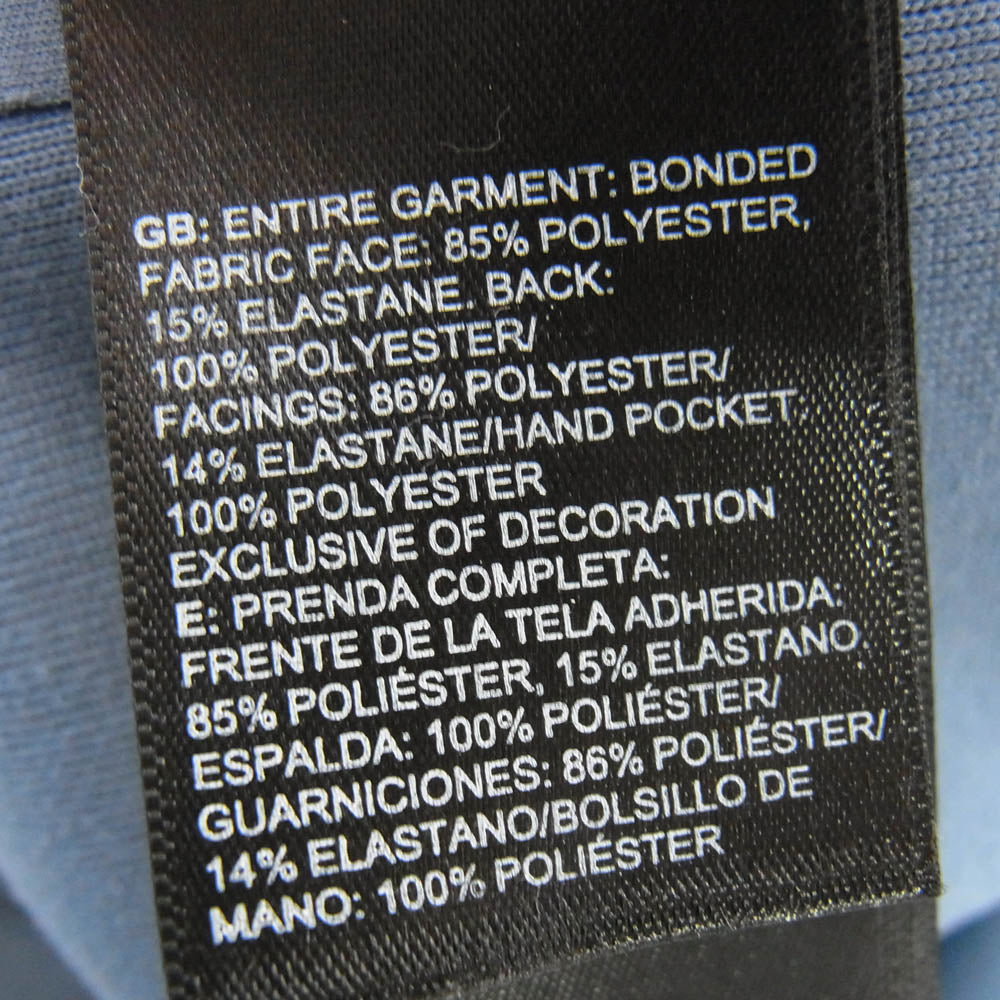 GB: ENTIRE GARMENT: BONDED
FABRIC FACE: 85% POLYESTER,
15% ELASTANE. BACK:
100% POLYESTER/
FACINGS: 86% POLYESTER/
14% ELASTANE/HAND POCKET:
100% POLYESTER
EXCLUSIVE OF DECORATION
E: PRENDA COMPLETA:
FRENTE DE LA TELA ADHERIDA:
85% POLIÉSTER, 15% ELASTANO.
ESPALDA: 100% POLIÉSTER/
GUARNICIONES: 86% POLIÉSTER/
14% ELASTANO/BOLSILLO DE
MANO: 100% POLIÉSTER